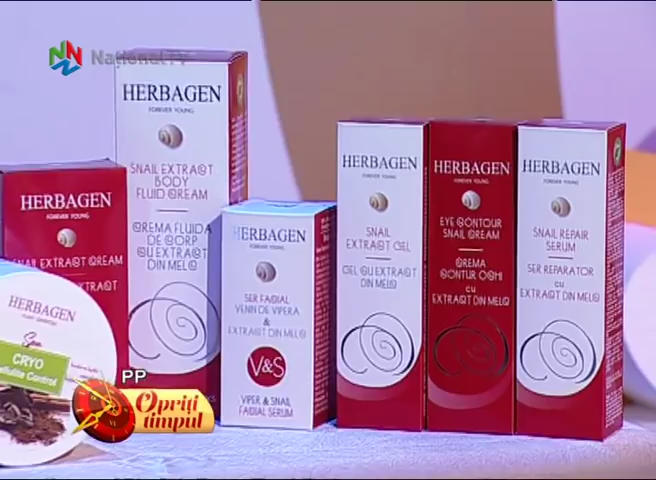 Național TV
HERBAGEN
FOREVER YOUNG
SNAIL EXTRACT
BODY
FLUID CREAM
CREMA FLUIDA
DE CORP
CU EXTRACT
DIN MELC
HERBAGEN
FOREVER YOUNG
SNAIL EXTRACT CREAM
HERBAGEN
CRYO
Control
HERBAGEN
FOREVER YOUNG
SER FACIAL
VENIN DE VIPERA
&
EXTRACT DIN MELC
V&S
VIPER & SNAIL
FACIAL SERUM
HERBAGEN
FOREVER YOUNG
SNAIL
EXTRACT GEL
GEL CU EXTRACT
DIN MELC
HERBAGEN
FOREVER YOUNG
EYE CONTOUR
SNAIL CREAM
CREMA
CONTUR OCHI
CU
EXTRACT DIN MELC
HERBAGEN
FOREVER YOUNG
SNAIL REPAIR
SERUM
SER REPARATOR
CU
EXTRACT DIN MELC
PP
Opriți
timpul